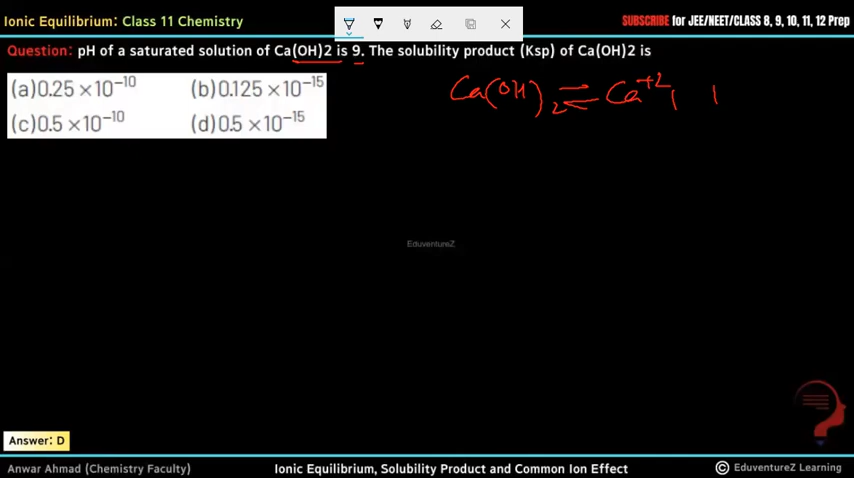 Ionic Equilibrium: Class 11 Chemistry
SUBSCRIBE for JEE/NEET/CLASS 8, 9, 10, 11, 12 Prep
Question: pH of a saturated solution of Ca(OH)2 is 9. The solubility product (Ksp) of Ca(OH)2 is
(a) 0.25 × 10⁻¹⁰ (b) 0.125 × 10⁻¹⁵
(c) 0.5 × 10⁻¹⁰ (d) 0.5 × 10⁻¹⁵
Ca(OH)₂ ⇌ Ca⁺²
EduventureZ
Answer: D
Anwar Ahmad (Chemistry Faculty)
Ionic Equilibrium, Solubility Product and Common Ion Effect
© EduventureZ Learning